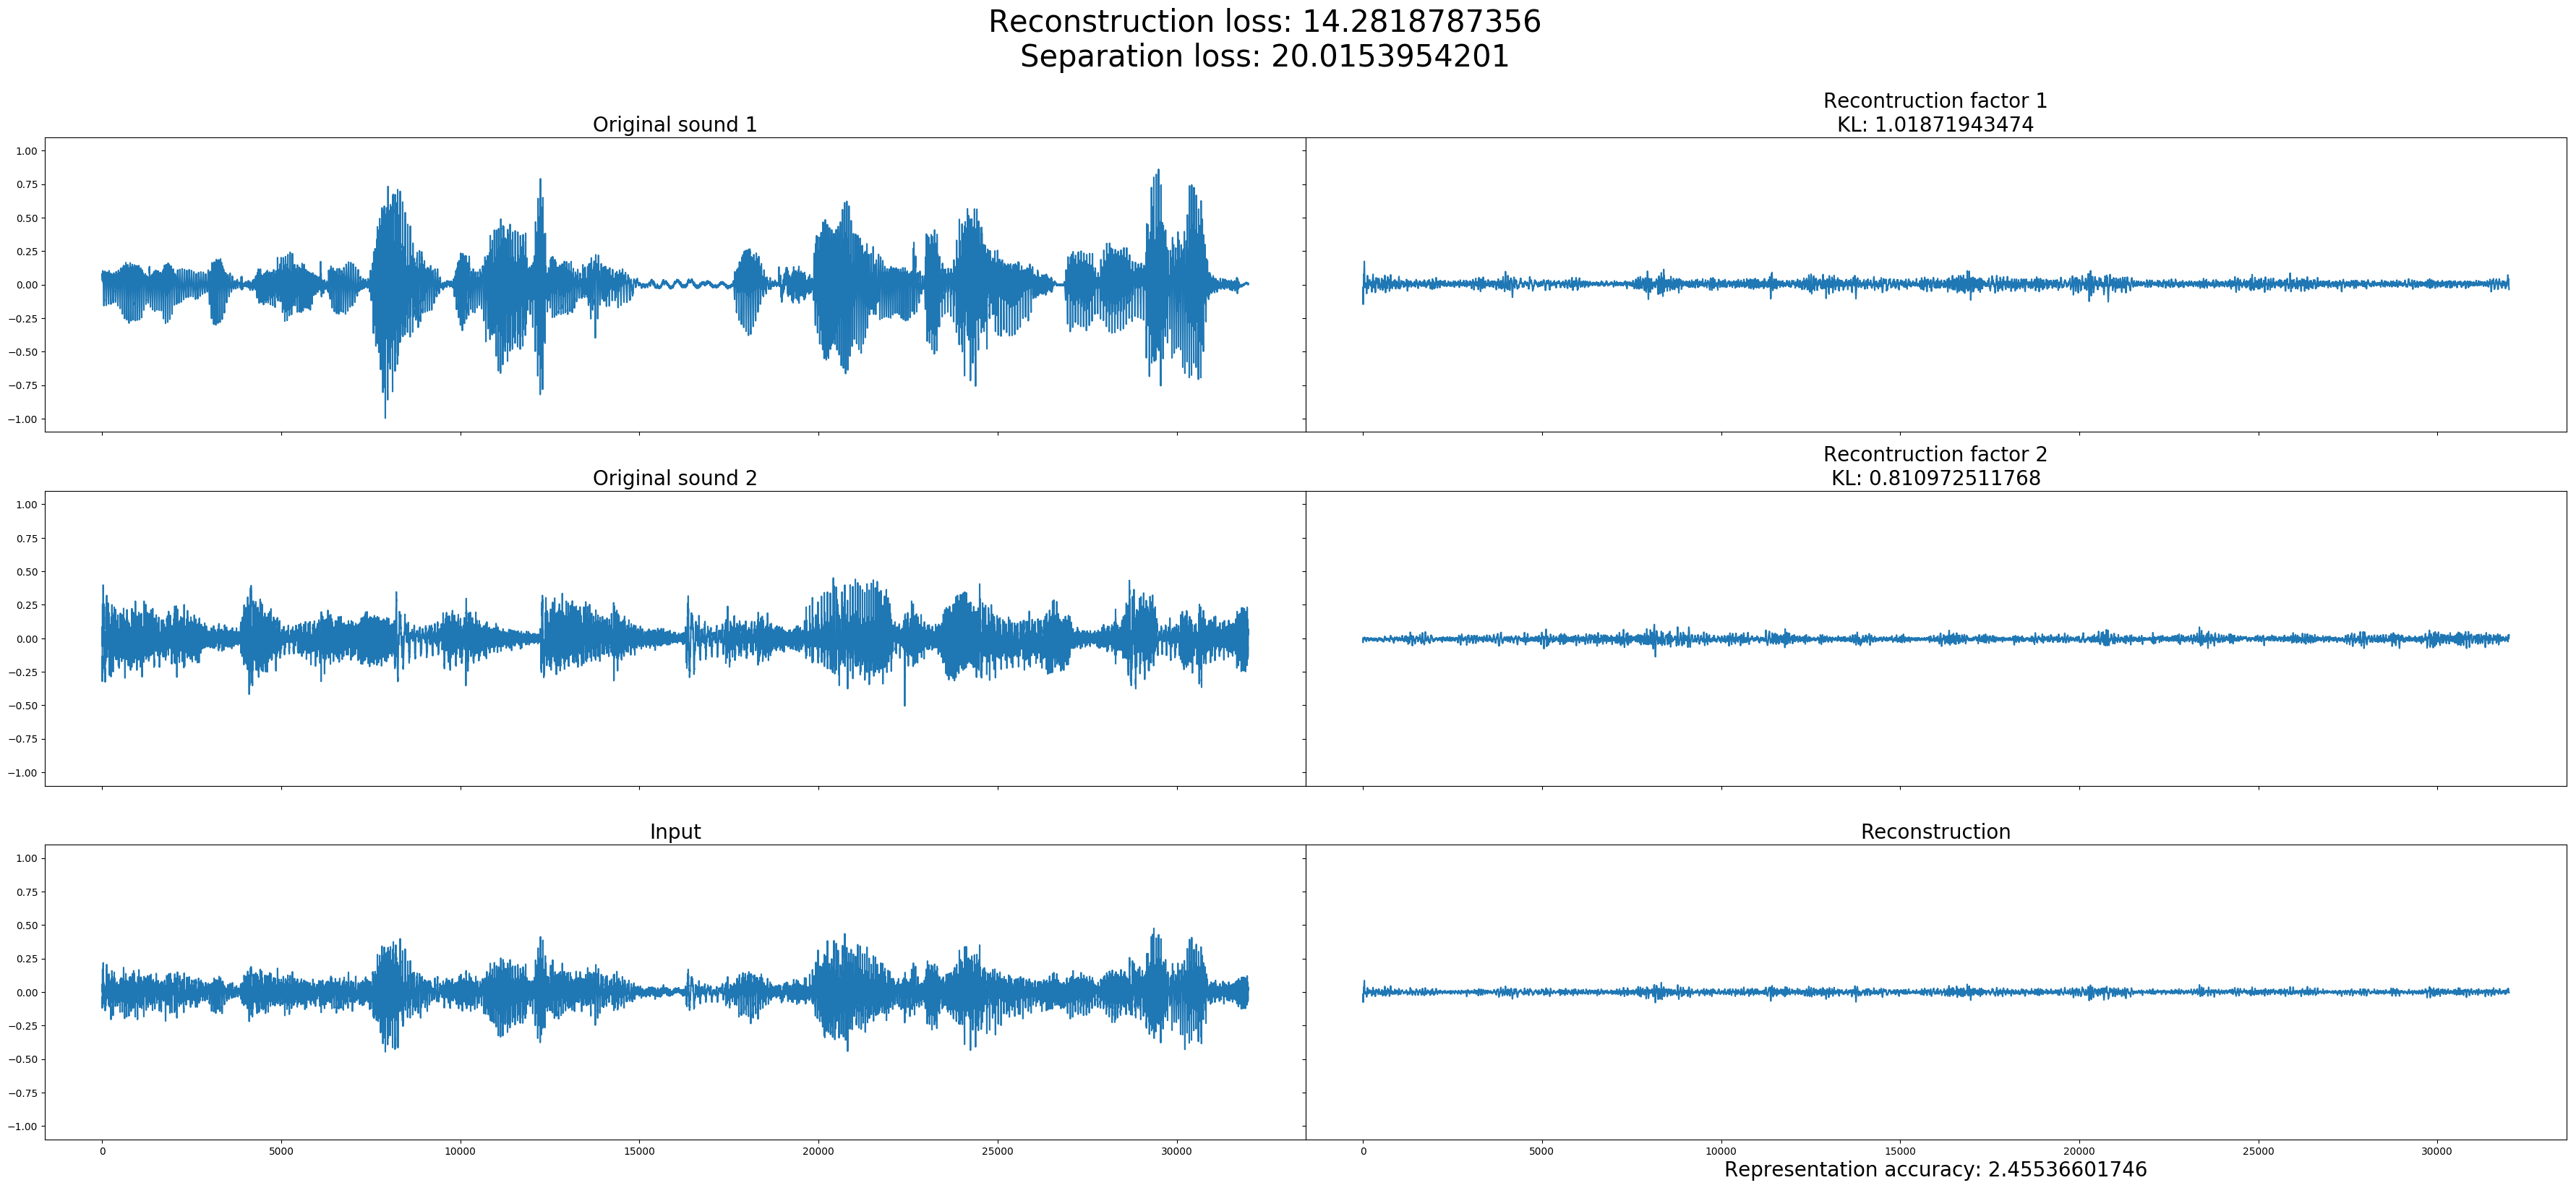 Reconstruction loss: 14.2818787356
Separation loss: 20.0153954201
Original sound 1
Recontruction factor 1
KL: 1.01871943474
1.00
0.75
0.50
0.25
0.00
−0.25
−0.50
−0.75
−1.00
Original sound 2
Recontruction factor 2
KL: 0.810972511768
1.00
0.75
0.50
0.25
0.00
−0.25
−0.50
−0.75
−1.00
Input
Reconstruction
1.00
0.75
0.50
0.25
0.00
−0.25
−0.50
−0.75
−1.00
0 5000 10000 15000 20000 25000 30000
0 5000 10000 15000 20000 25000 30000
Representation accuracy: 2.45536601746